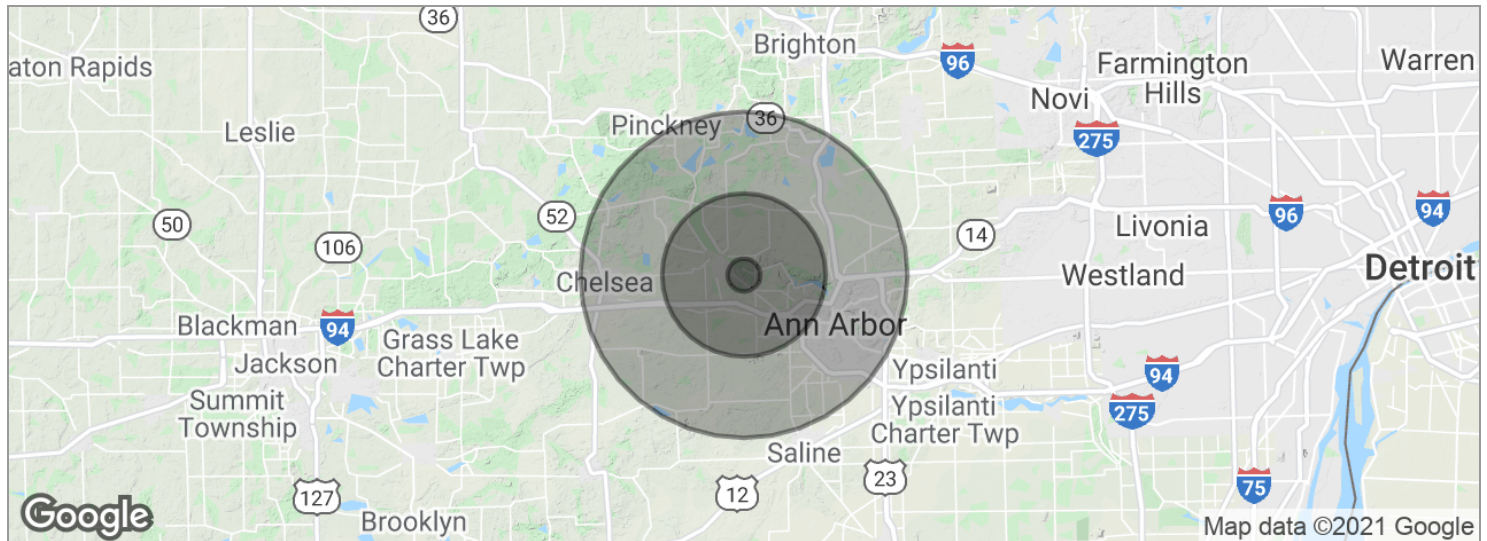 36
Brighton
96
Farmington
Hills
Warren
aton Rapids
Novi
Leslie
Pinckney
36
275
50
52
106
14
Livonia
96
94
Chelsea
Westland
Detroit
Blackman
94
Grass Lake
Charter Twp
Ann Arbor
Jackson
Ypsilanti
94
Summit
Township
Ypsilanti
Charter Twp
275
Saline
127
12
23
75
Brooklyn
Google
Map data ©2021 Google